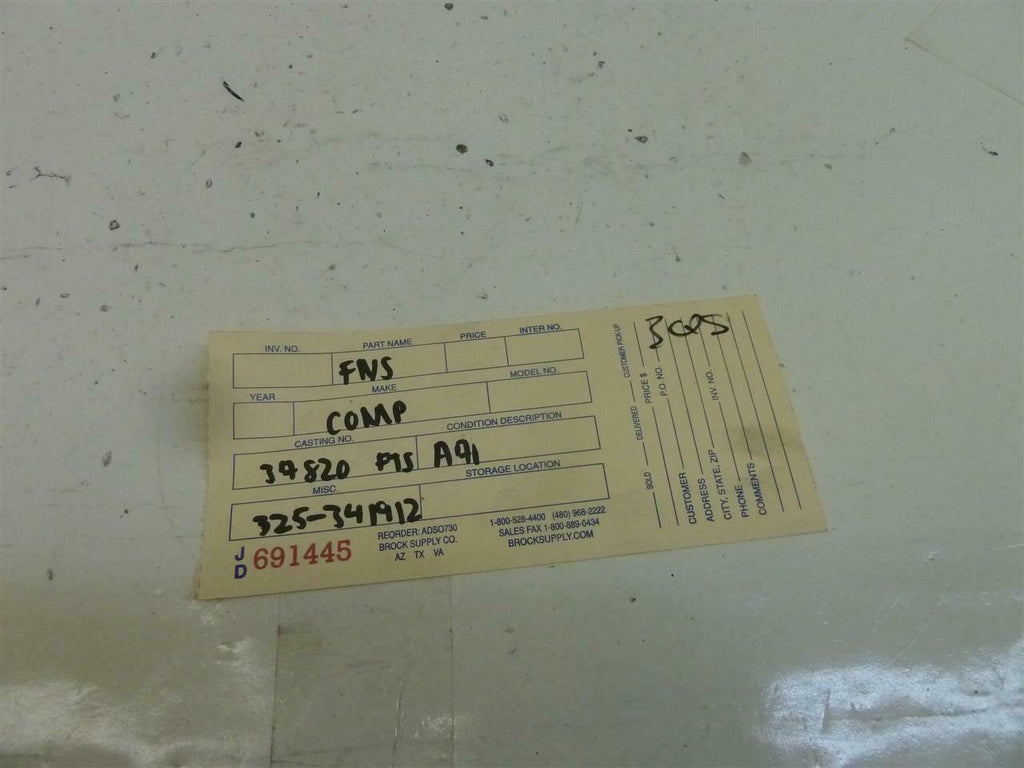 INV. NO. PART NAME PRICE INTER NO.
FNS
YEAR MAKE MODEL NO.
COMP
CASTING NO. CONDITION DESCRIPTION
39820 A91
MISC. STORAGE LOCATION
325-341912
JD 691445
REORDER: ADSO730
BROCK SUPPLY CO.
AZ TX VA
1-800-528-4400 (480) 968-2222
SALES FAX 1-800-889-0434
BROCKSUPPLY.COM
SOLD DELIVERED CUSTOMER PICK-UP
PRICE $
P.O. NO.
CUSTOMER
ADDRESS
CITY, STATE, ZIP INV. NO.
PHONE
COMMENTS